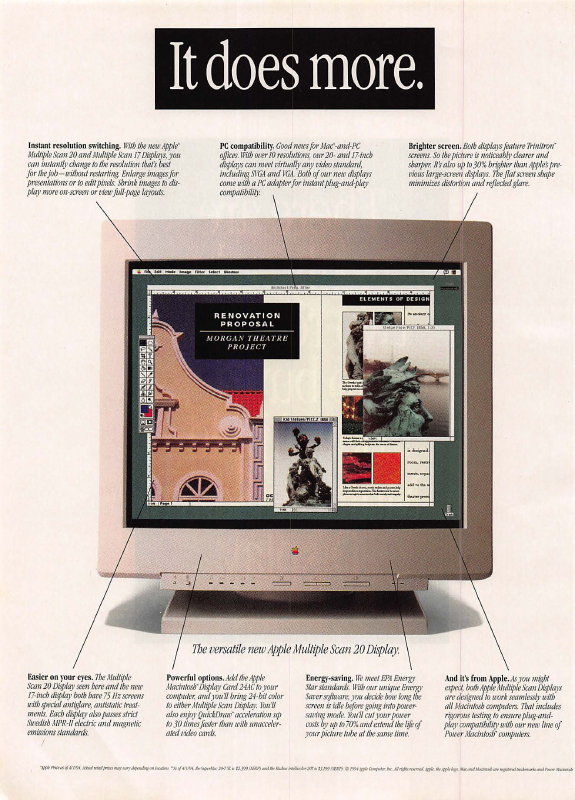 It does more.
Instant resolution switching. With the new Apple®
Multiple Scan 20 and Multiple Scan 17 Displays, you
can instantly change to the resolution that's best
for the job—without restarting. Enlarge images for
presentations or to edit pixels. Shrink images to dis-
play more on-screen or view full-page layouts.
PC compatibility. Good news for Mac®-and-PC
offices. With over 10 resolutions, our 20- and 17-inch
displays can meet virtually any video standard,
including SVGA and VGA. Both of our new displays
come with a PC adapter for instant plug-and-play
compatibility.
Brighter screen. Both displays feature Trinitron™
screens. So the picture is noticeably clearer and
sharper. It's also up to 30% brighter than Apple's pre-
vious large-screen displays. The flat screen shape
minimizes distortion and reflected glare.
File Edit Mode Image Filter Select Window
RENOVATION
PROPOSAL
MORGAN THEATRE
PROJECT
ELEMENTS OF DESIGN
The versatile new Apple Multiple Scan 20 Display.
Easier on your eyes. The Multiple
Scan 20 Display seen here and the new
17-inch display both have 75 Hz screens
with special antiglare, antistatic treat-
ments. Each display also passes strict
Swedish MPR-II electric and magnetic
emissions standards.
Powerful options. Add the Apple
Macintosh® Display Card 24AC to your
computer, and you'll bring 24-bit color
to either Multiple Scan Display. You'll
also enjoy QuickDraw™ acceleration up
to 30 times faster than with unacceler-
ated video cards.
Energy-saving. We meet EPA Energy
Star standards. With our unique Energy
Saver software, you decide how long the
screen is idle before going into power-
saving mode. You'll cut your power
costs by up to 70% and extend the life of
your picture tube at the same time.
And it's from Apple. As you might
expect, both Apple Multiple Scan Displays
are designed to work seamlessly with
all Macintosh computers. That includes
rigorous testing to ensure plug-and-
play compatibility with our new line of
Power Macintosh™ computers.